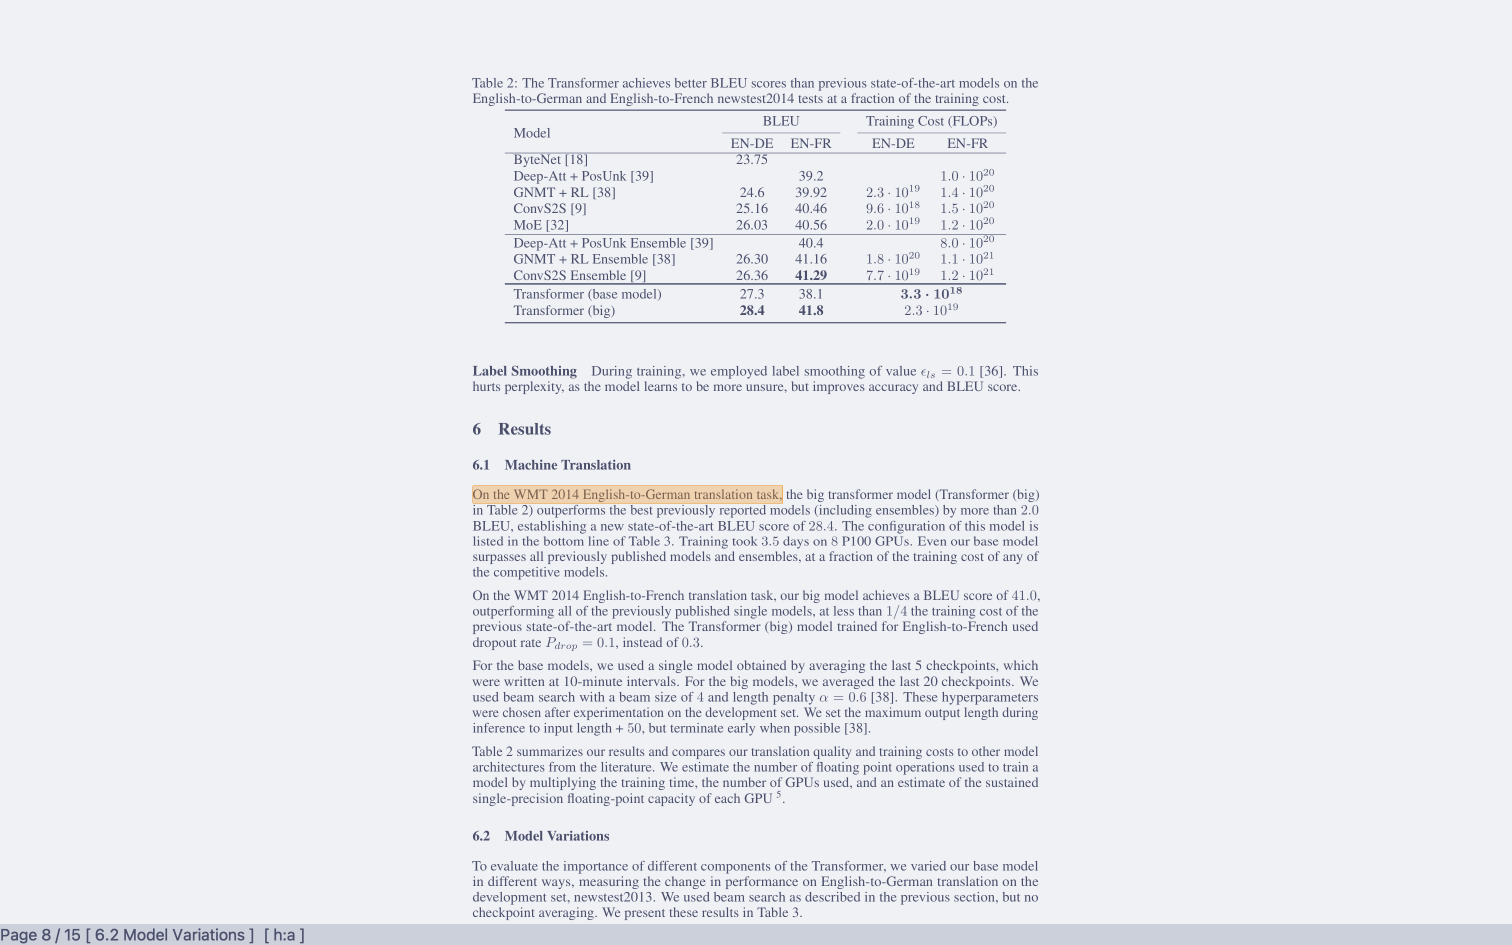 Table 2: The Transformer achieves better BLEU scores than previous state-of-the-art models on the
English-to-German and English-to-French newstest2014 tests at a fraction of the training cost.
Model BLEU Training Cost (FLOPs)
EN-DE EN-FR EN-DE EN-FR
ByteNet [18] 23.75
Deep-Att + PosUnk [39] 39.2 1.0 · 10^20
GNMT + RL [38] 24.6 39.92 2.3 · 10^19 1.4 · 10^20
ConvS2S [9] 25.16 40.46 9.6 · 10^18 1.5 · 10^20
MoE [32] 26.03 40.56 2.0 · 10^19 1.2 · 10^20
Deep-Att + PosUnk Ensemble [39] 40.4 8.0 · 10^20
GNMT + RL Ensemble [38] 26.30 41.16 1.8 · 10^20 1.1 · 10^21
ConvS2S Ensemble [9] 26.36 41.29 7.7 · 10^19 1.2 · 10^21
Transformer (base model) 27.3 38.1 3.3 · 10^18
Transformer (big) 28.4 41.8 2.3 · 10^19
Label Smoothing During training, we employed label smoothing of value ϵ_ls = 0.1 [36]. This
hurts perplexity, as the model learns to be more unsure, but improves accuracy and BLEU score.
6 Results
6.1 Machine Translation
On the WMT 2014 English-to-German translation task, the big transformer model (Transformer (big)
in Table 2) outperforms the best previously reported models (including ensembles) by more than 2.0
BLEU, establishing a new state-of-the-art BLEU score of 28.4. The configuration of this model is
listed in the bottom line of Table 3. Training took 3.5 days on 8 P100 GPUs. Even our base model
surpasses all previously published models and ensembles, at a fraction of the training cost of any of
the competitive models.
On the WMT 2014 English-to-French translation task, our big model achieves a BLEU score of 41.0,
outperforming all of the previously published single models, at less than 1/4 the training cost of the
previous state-of-the-art model. The Transformer (big) model trained for English-to-French used
dropout rate P_drop = 0.1, instead of 0.3.
For the base models, we used a single model obtained by averaging the last 5 checkpoints, which
were written at 10-minute intervals. For the big models, we averaged the last 20 checkpoints. We
used beam search with a beam size of 4 and length penalty α = 0.6 [38]. These hyperparameters
were chosen after experimentation on the development set. We set the maximum output length during
inference to input length + 50, but terminate early when possible [38].
Table 2 summarizes our results and compares our translation quality and training costs to other model
architectures from the literature. We estimate the number of floating point operations used to train a
model by multiplying the training time, the number of GPUs used, and an estimate of the sustained
single-precision floating-point capacity of each GPU ^5.
6.2 Model Variations
To evaluate the importance of different components of the Transformer, we varied our base model
in different ways, measuring the change in performance on English-to-German translation on the
development set, newstest2013. We used beam search as described in the previous section, but no
checkpoint averaging. We present these results in Table 3.
Page 8 / 15 [ 6.2 Model Variations ] [ h:a ]